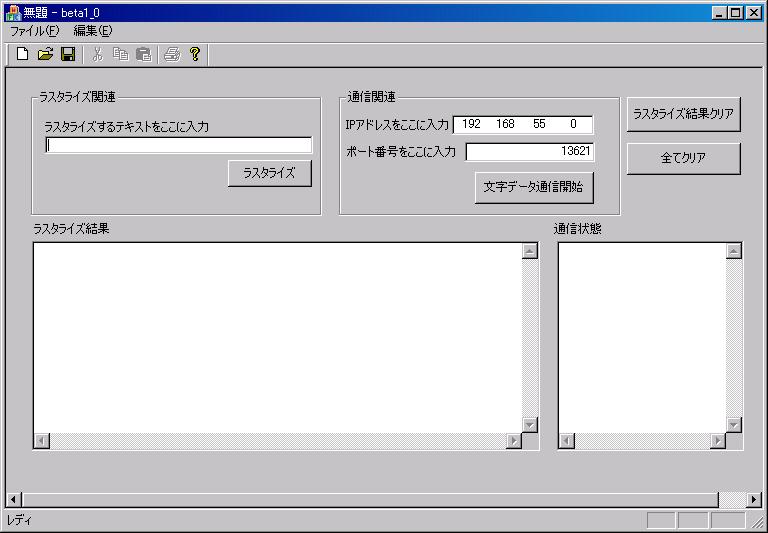 無題 - beta1_0
ファイル(F) 編集(E)
ラスタライズ関連
ラスタライズするテキストをここに入力
ラスタライズ
通信関連
IPアドレスをここに入力 192 168 55 0
ポート番号をここに入力 13621
文字データ通信開始
ラスタライズ結果クリア
全てクリア
ラスタライズ結果
通信状態
レディ